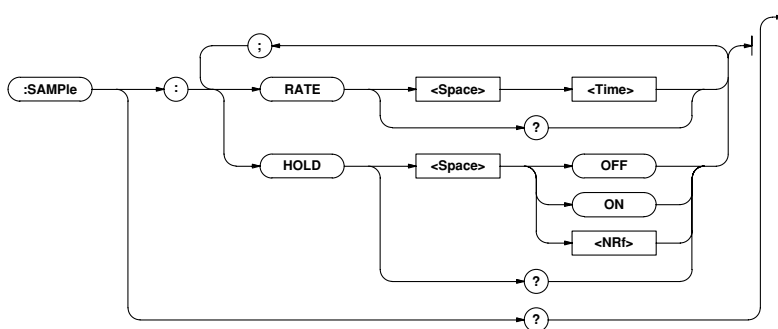 ;
:SAMPle
:
RATE
<Space>
<Time>
?
HOLD
<Space>
OFF
ON
<NRf>
?
?